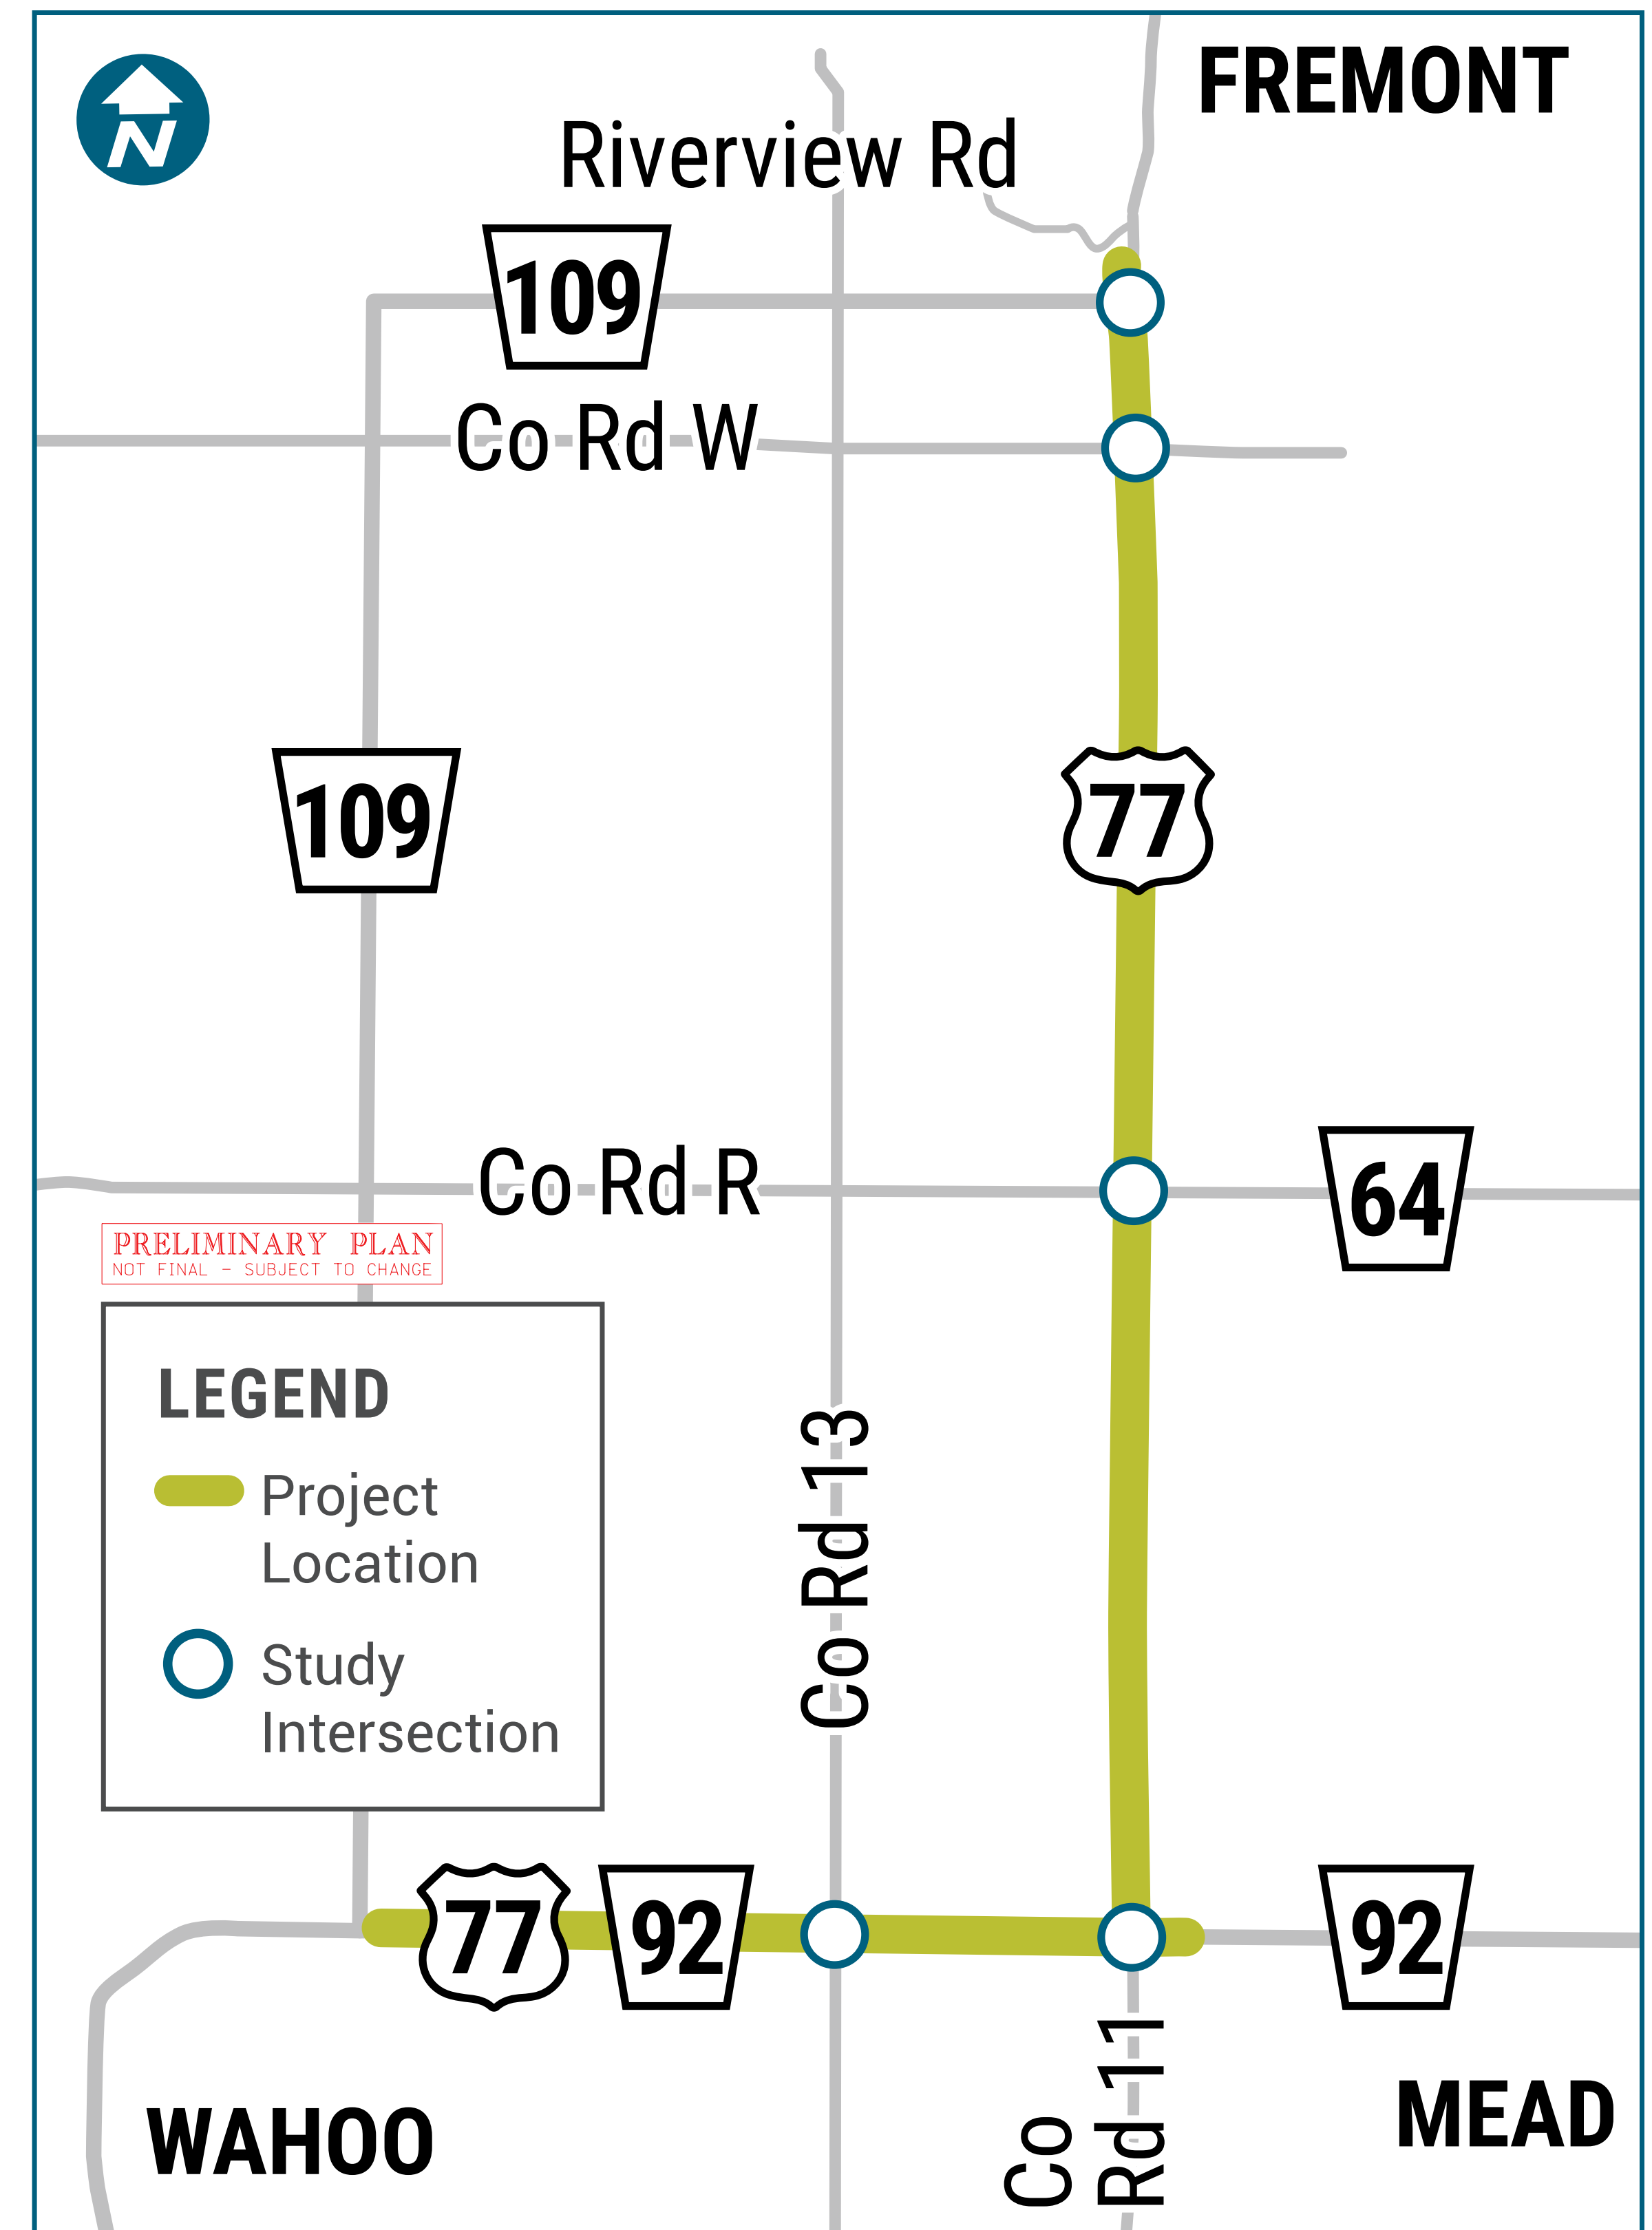 FREMONT
N
Riverview Rd
109
Co Rd W
109
77
Co Rd R
64
PRELIMINARY PLAN
NOT FINAL - SUBJECT TO CHANGE
LEGEND
Project
Location
Study
Intersection
Co Rd 13
77
92
92
Co
Rd 11
WAHOO
MEAD